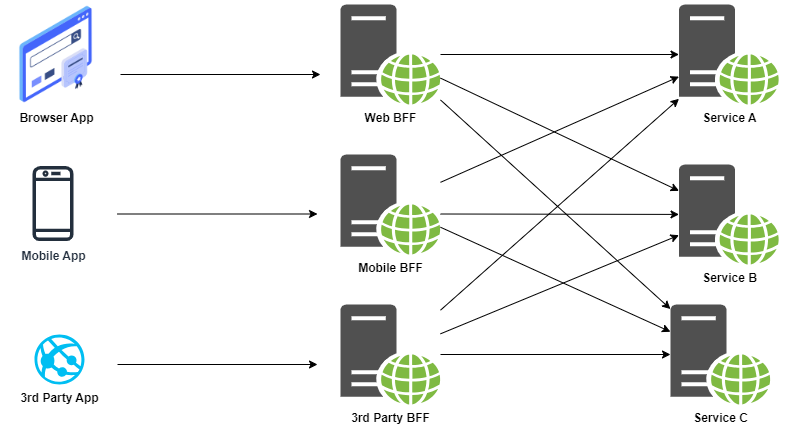 Browser App
Web BFF
Service A
Mobile App
Mobile BFF
Service B
3rd Party App
3rd Party BFF
Service C